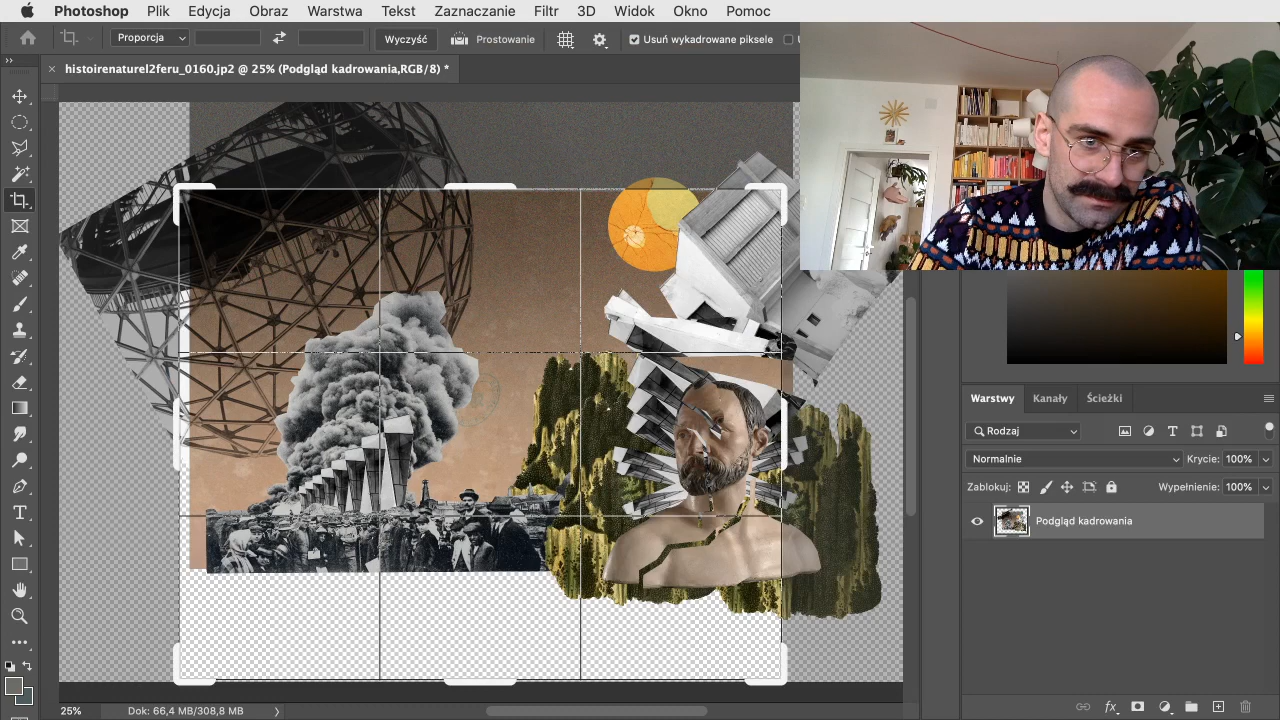 Photoshop Plik Edycja Obraz Warstwa Tekst Zaznaczanie Filtr 3D Widok Okno Pomoc
Proporcja Wyczyść Prostowanie Usuń wykadrowane piksele
histoirenaturel2feru_0160.jp2 @ 25% (Podgląd kadrowania,RGB/8) *
Warstwy Kanały Ścieżki
Rodzaj
Normalnie Krycie: 100%
Zablokuj: Wypełnienie: 100%
Podgląd kadrowania
25% Dok: 66,4 MB/308,8 MB